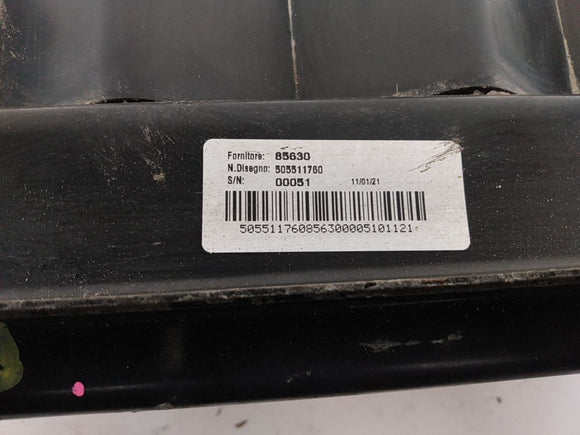 Fornitore: 85630
N.Disegno: 505511760
S/N: 00051 11/01/21
505511760856300005101121